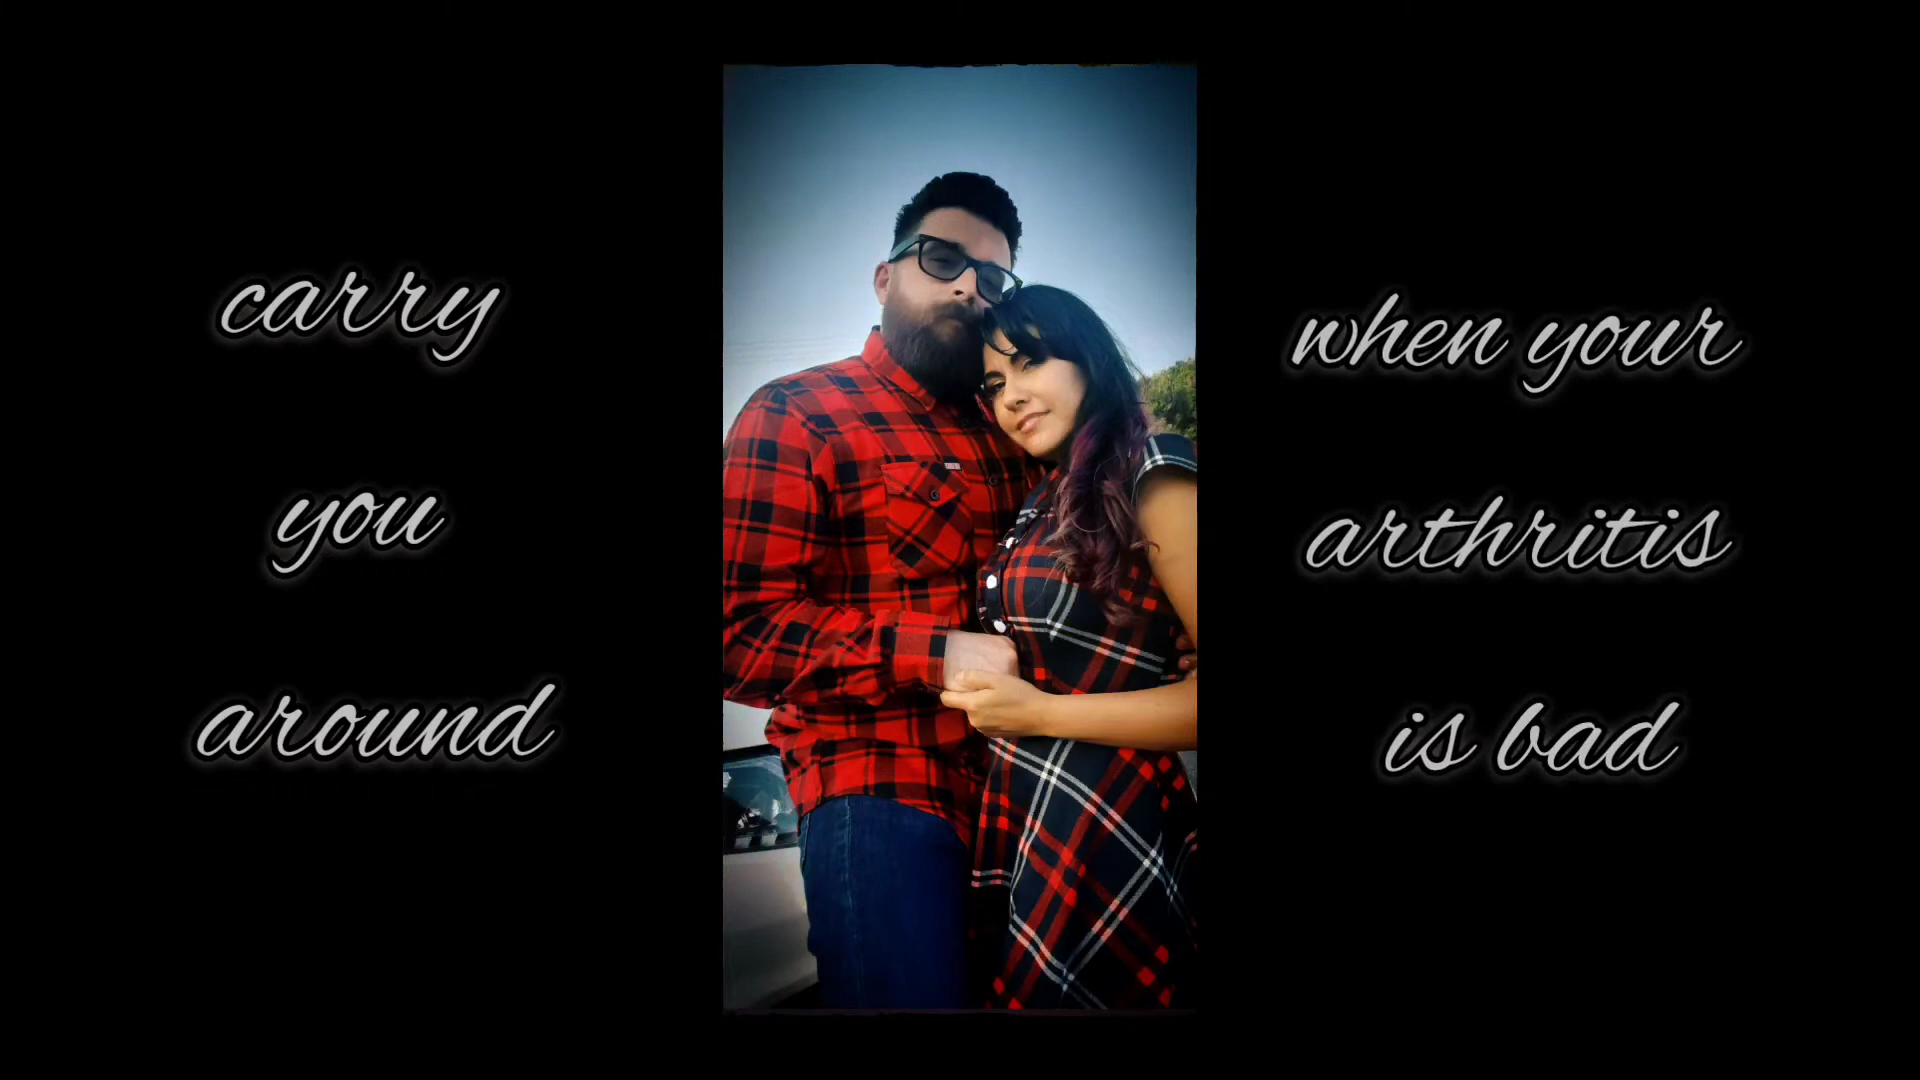 carry
you
around
when your
arthritis
is bad